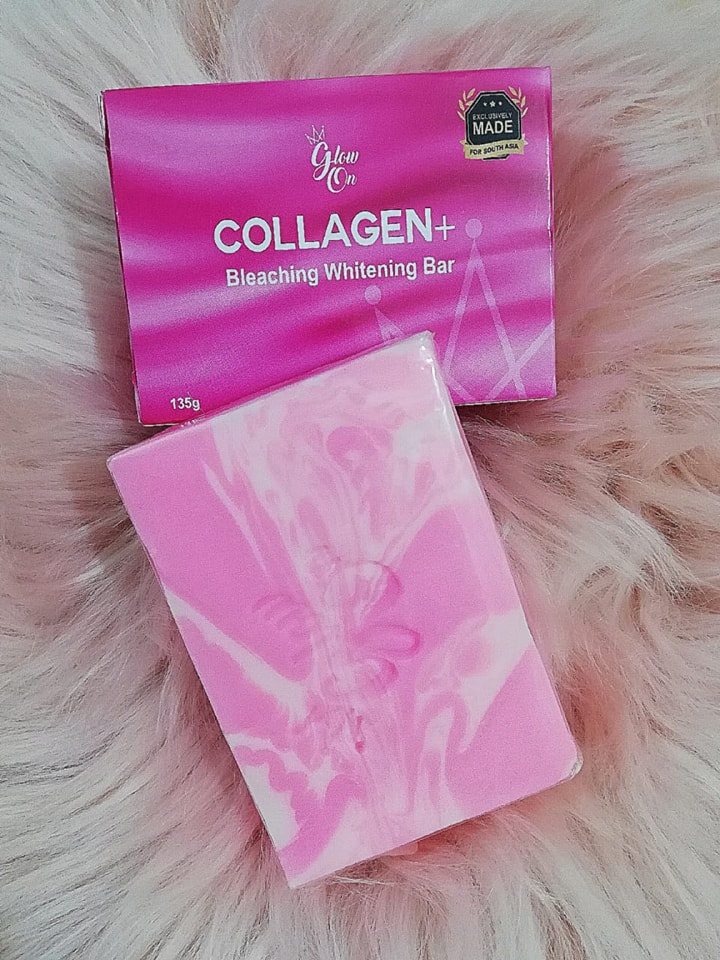 EXCLUSIVELY
MADE
FOR SOUTH ASIA
Glow
On
COLLAGEN+
Bleaching Whitening Bar
135g